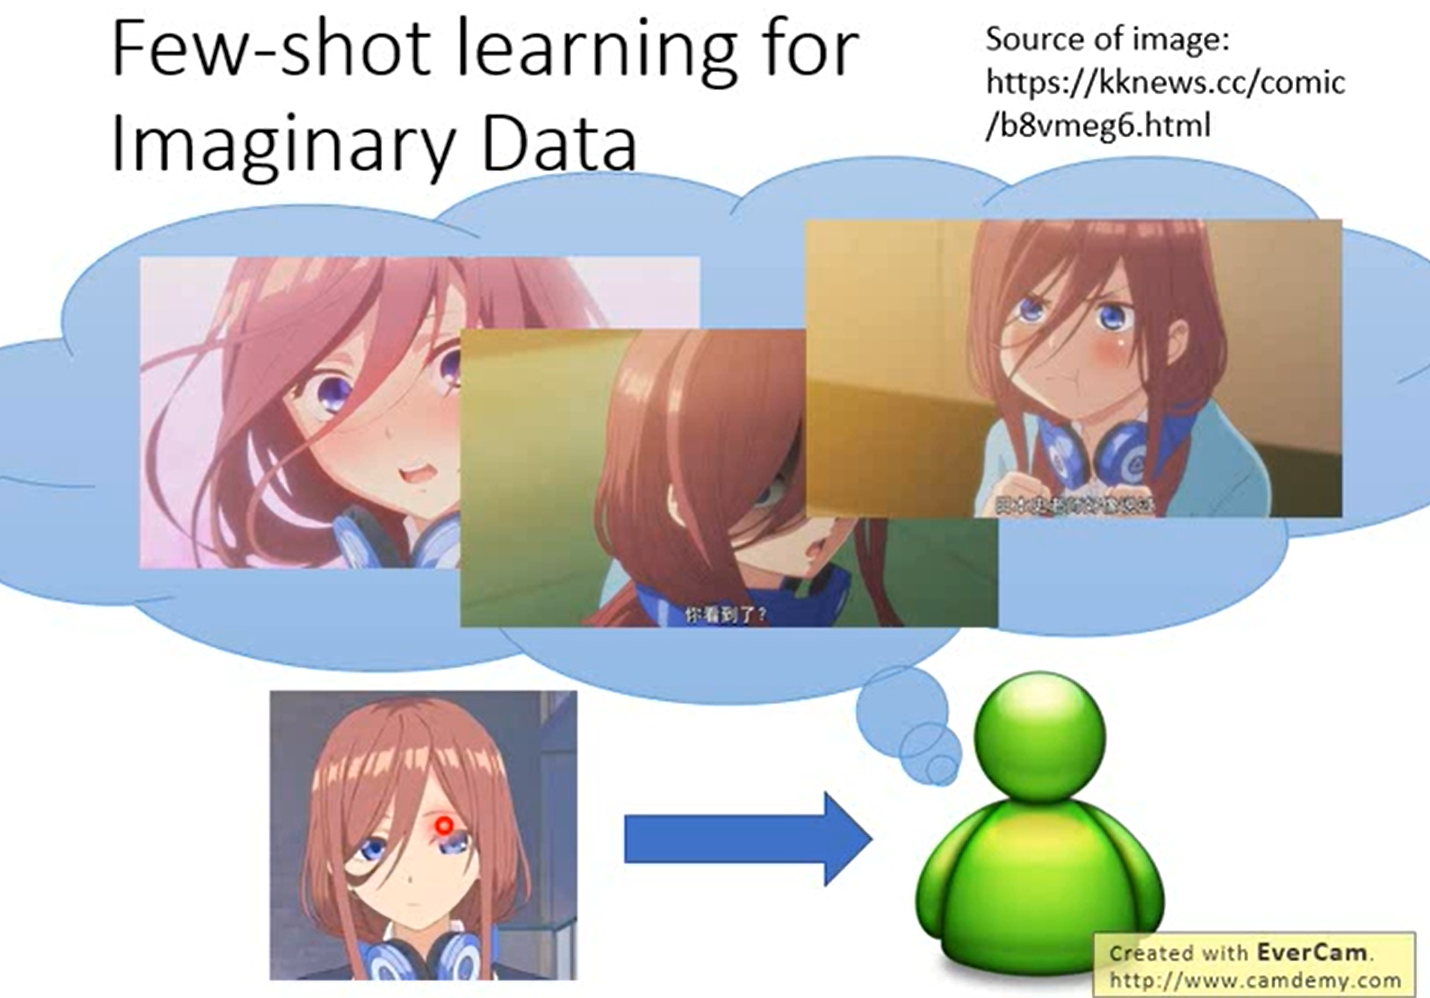 Few-shot learning for
Imaginary Data
Source of image:
https://kknews.cc/comic
/b8vmeg6.html
你看到了?
Created with EverCam.
http://www.camdemy.com